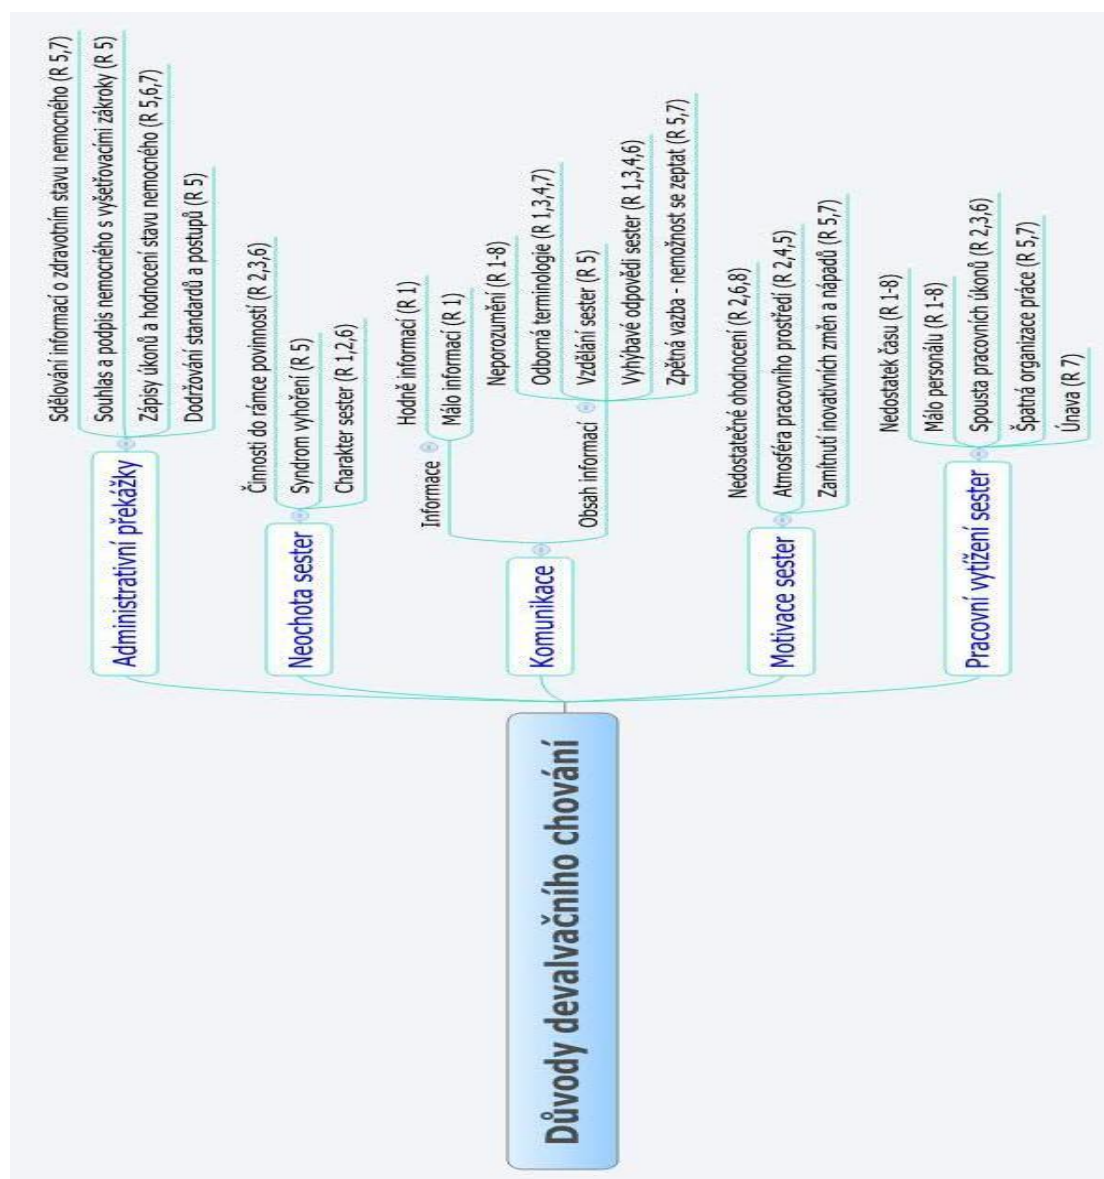 Důvody devalvačního chování
Administrativní překážky
Sdělování informací o zdravotním stavu nemocného (R 5,7)
Souhlas a podpis nemocného s vyšetřovacími zákroky (R 5)
Zápisy úkonů a hodnocení stavu nemocného (R 5,6,7)
Dodržování standardů a postupů (R 5)
Neochota sester
Činnosti do rámce povinností (R 2,3,6)
Syndrom vyhoření (R 5)
Charakter sester (R 1,2,6)
Komunikace
Informace
Hodně informací (R 1)
Málo informací (R 1)
Obsah informací
Neporozumění (R 1-8)
Odborná terminologie (R 1,3,4,7)
Vzdělání sester (R 5)
Vyhýbavé odpovědi sester (R 1,3,4,6)
Zpětná vazba - nemožnost se zeptat (R 5,7)
Motivace sester
Nedostatečné ohodnocení (R 2,6,8)
Atmosféra pracovního prostředí (R 2,4,5)
Zamítnutí inovativních změn a nápadů (R 5,7)
Pracovní vytížení sester
Nedostatek času (R 1-8)
Málo personálu (R 1-8)
Spousta pracovních úkonů (R 2,3,6)
Špatná organizace práce (R 5,7)
Únava (R 7)